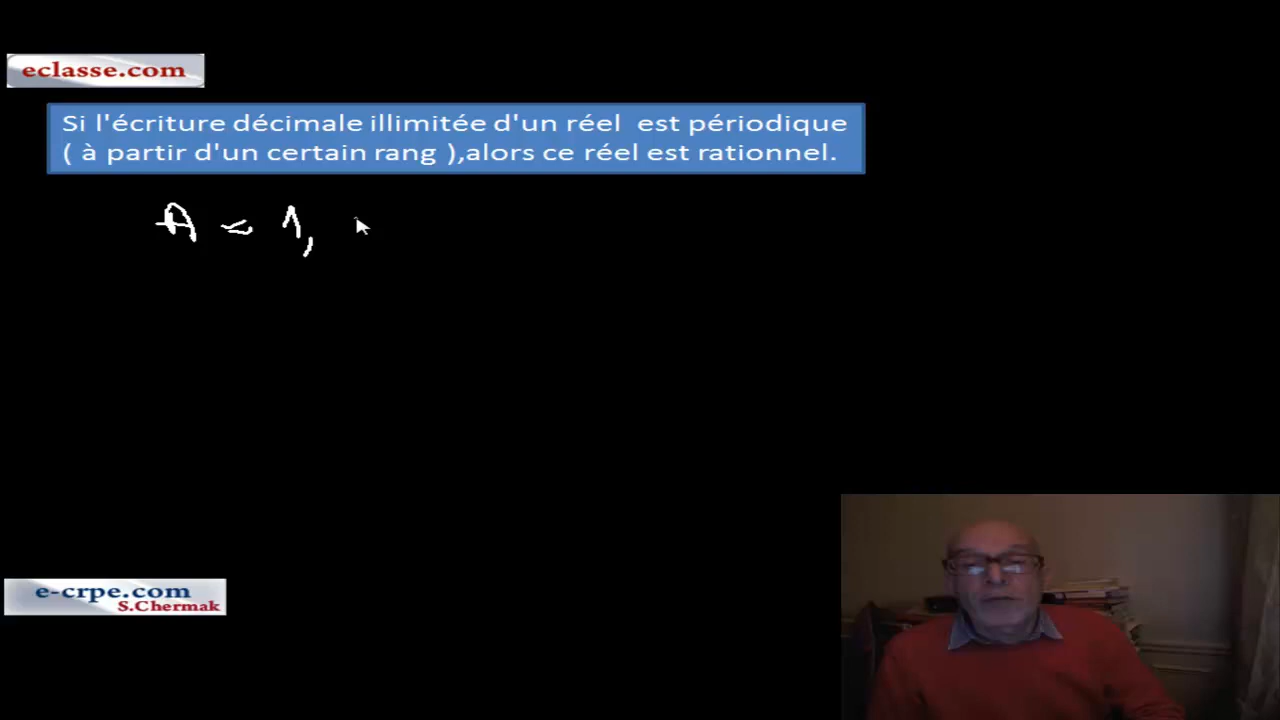 eclasse.com
Si l'écriture décimale illimitée d'un réel est périodique
( à partir d'un certain rang ),alors ce réel est rationnel.
A = 1,
e-crpe.com
S.Chermak